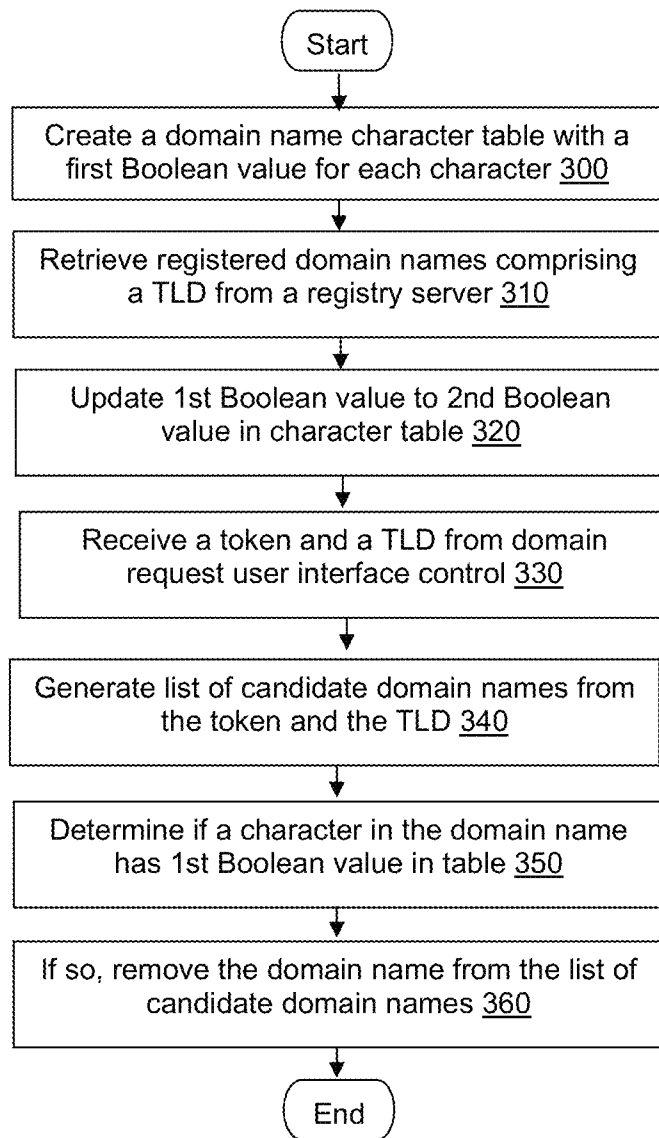 Start
Create a domain name character table with a
first Boolean value for each character 300
Retrieve registered domain names comprising
a TLD from a registry server 310
Update 1st Boolean value to 2nd Boolean
value in character table 320
Receive a token and a TLD from domain
request user interface control 330
Generate list of candidate domain names from
the token and the TLD 340
Determine if a character in the domain name
has 1st Boolean value in table 350
If so, remove the domain name from the list of
candidate domain names 360
End